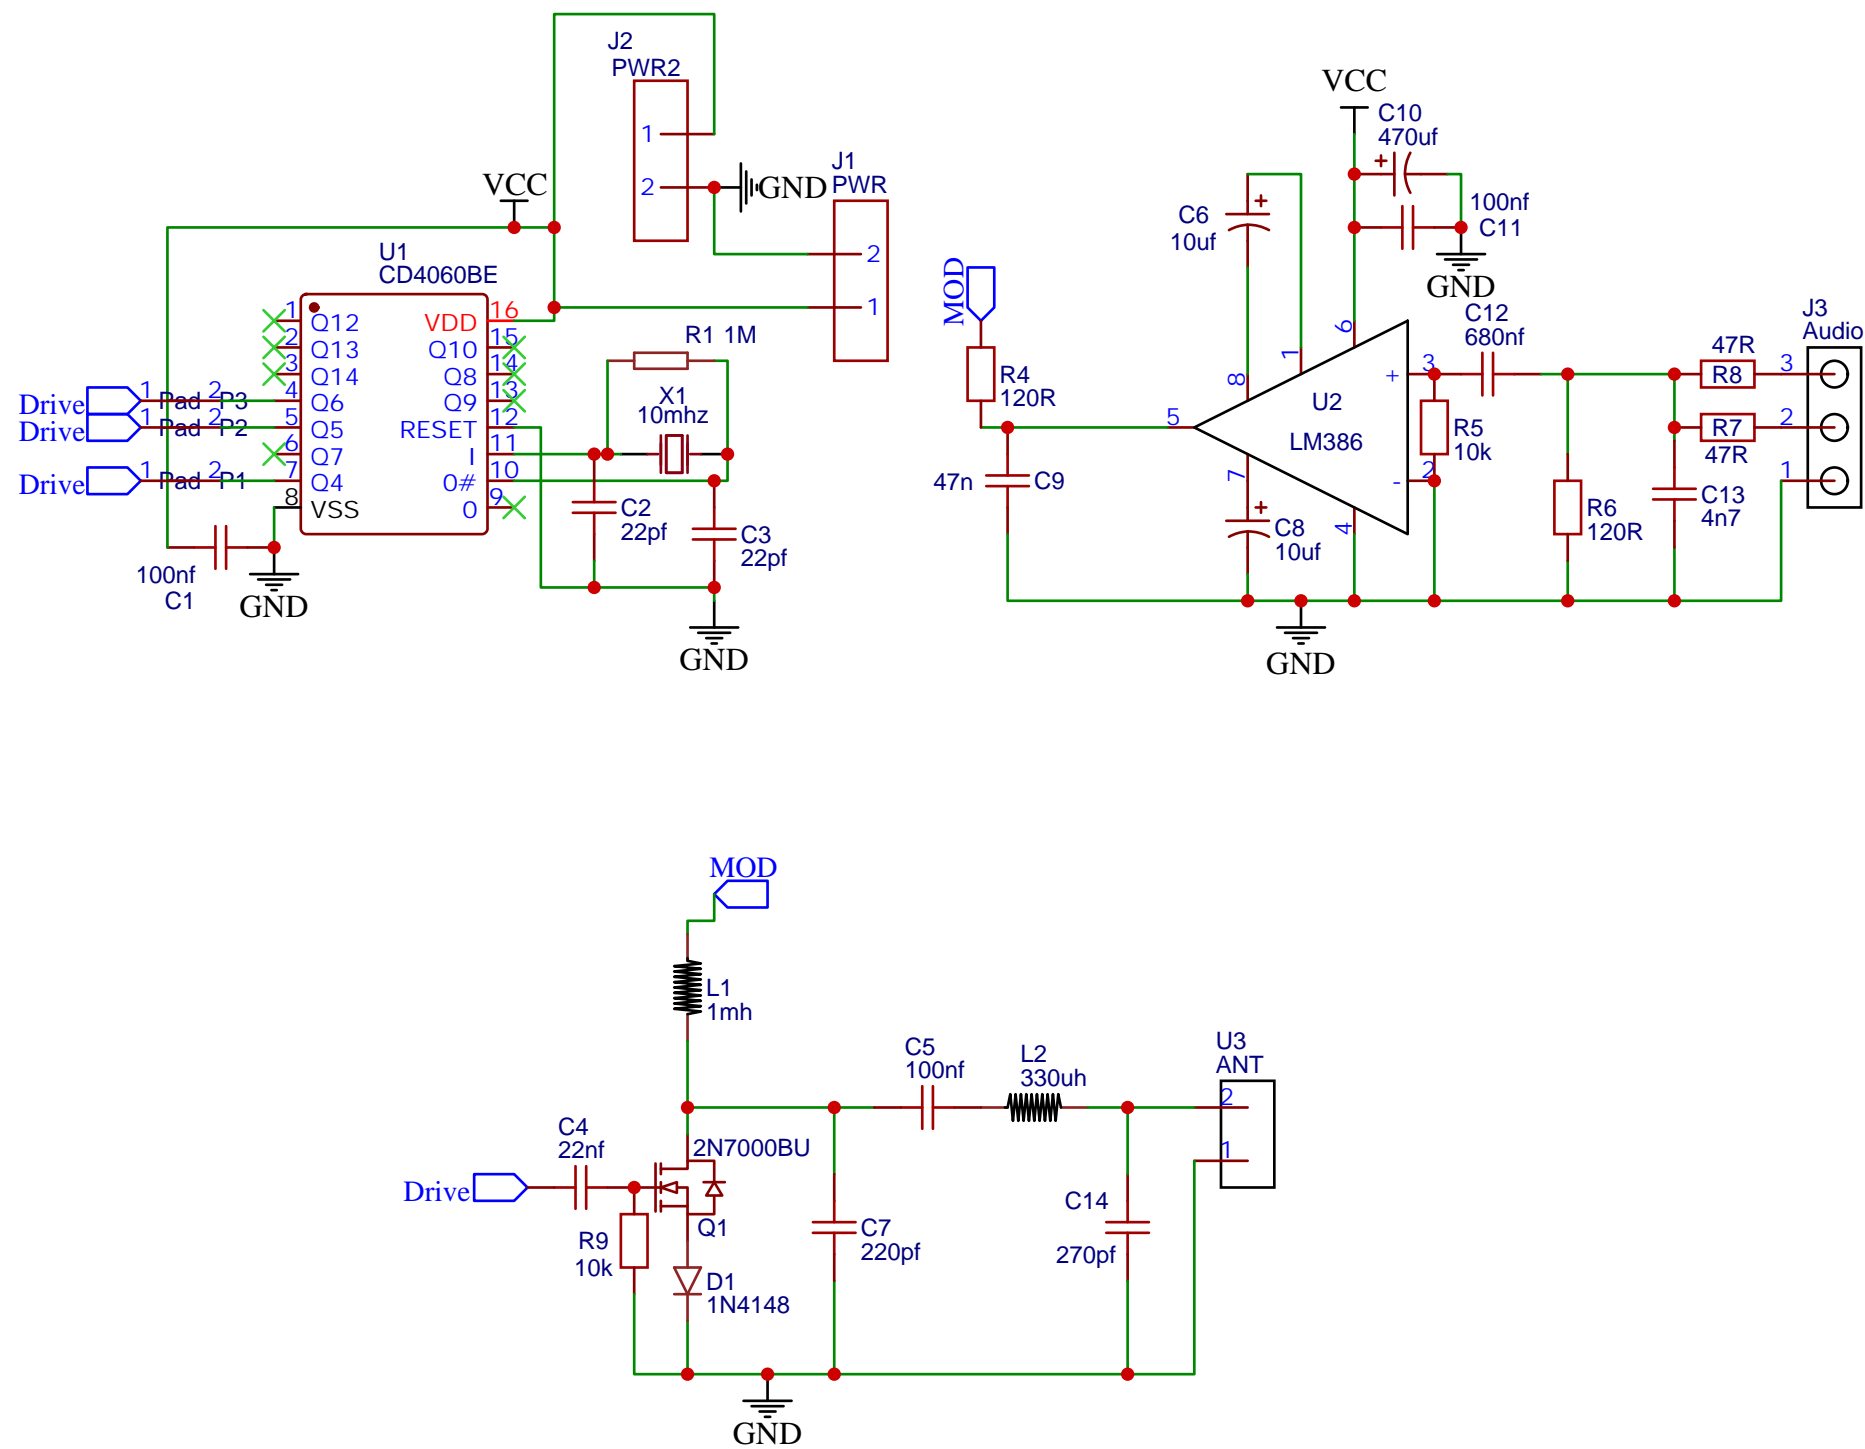 J2
PWR2
1
2
GND
J1
PWR
2
1
VCC
U1
CD4060BE
1
2
3
4
5
6
7
8
Q12
Q13
Q14
Q6
Q5
Q7
Q4
VSS
VDD
Q10
Q8
Q9
RESET
I
0#
0
16
15
14
13
12
11
10
9
Drive
1 Pad 2 P3
Drive
1 Pad 2 P2
Drive
1 Pad 2 P1
100nf
C1
GND
R1 1M
X1
10mhz
C2
22pf
C3
22pf
GND
VCC
C10
470uf
100nf
C11
GND
C6
10uf
MOD
R4
120R
47n
C9
5
8
1
6
7
4
3
2
+
-
U2
LM386
C8
10uf
GND
C12
680nf
R5
10k
R6
120R
47R
R8
R7
47R
C13
4n7
J3
Audio
3
2
1
MOD
L1
1mh
C4
22nf
Drive
R9
10k
2N7000BU
Q1
D1
1N4148
C7
220pf
C5
100nf
L2
330uh
C14
270pf
U3
ANT
2
1
GND